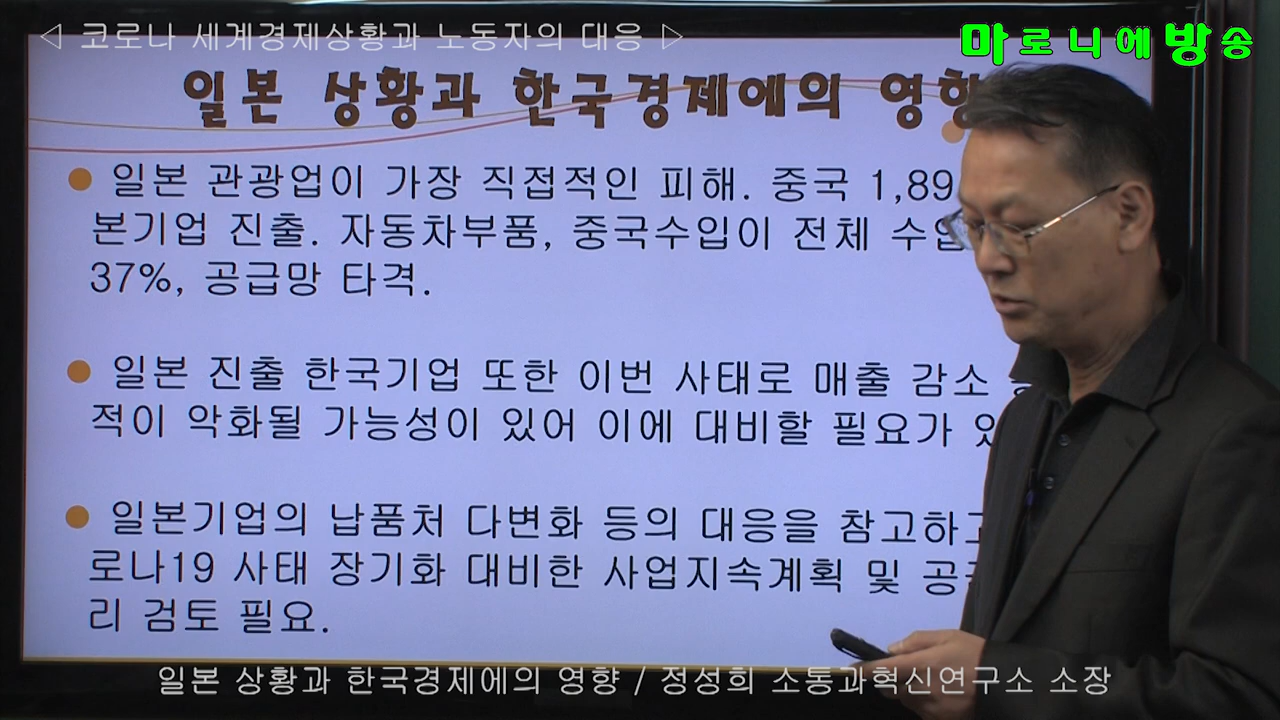 ◁ 코로나 세계경제상황과 노동자의 대응 ▷
마로니에방송
일본 상황과 한국경제에의 영향
● 일본 관광업이 가장 직접적인 피해. 중국 1,89
본기업 진출. 자동차부품, 중국수입이 전체 수입
37%, 공급망 타격.
● 일본 진출 한국기업 또한 이번 사태로 매출 감소
적이 악화될 가능성이 있어 이에 대비할 필요가
● 일본기업의 납품처 다변화 등의 대응을 참고하고
로나19 사태 장기화 대비한 사업지속계획 및
리 검토 필요.
일본 상황과 한국경제에의 영향 / 정성희 소통과혁신연구소 소장